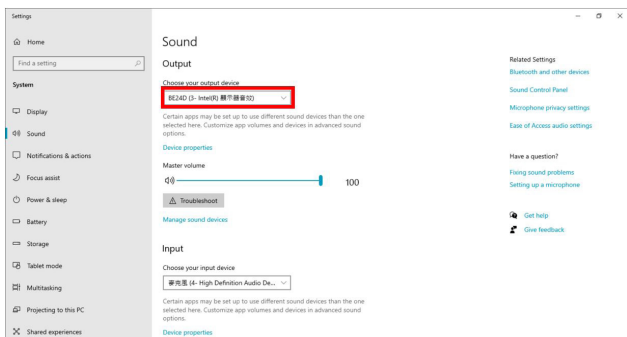 Settings
Home
Find a setting
System
Display
Sound
Notifications & actions
Focus assist
Power & sleep
Battery
Storage
Tablet mode
Multitasking
Projecting to this PC
Shared experiences
Sound
Output
Choose your output device
BE24D (3- Intel(R) 顯示器音效)
Certain apps may be set up to use different sound devices than the one
selected here. Customize app volumes and devices in advanced sound
options.
Device properties
Master volume
100
Troubleshoot
Manage sound devices
Input
Choose your input device
麥克風 (4- High Definition Audio De...
Certain apps may be set up to use different sound devices than the one
selected here. Customize app volumes and devices in advanced sound
options.
Device properties
Related Settings
Bluetooth and other devices
Sound Control Panel
Microphone privacy settings
Ease of Access audio settings
Have a question?
Fixing sound problems
Setting up a microphone
Get help
Give feedback